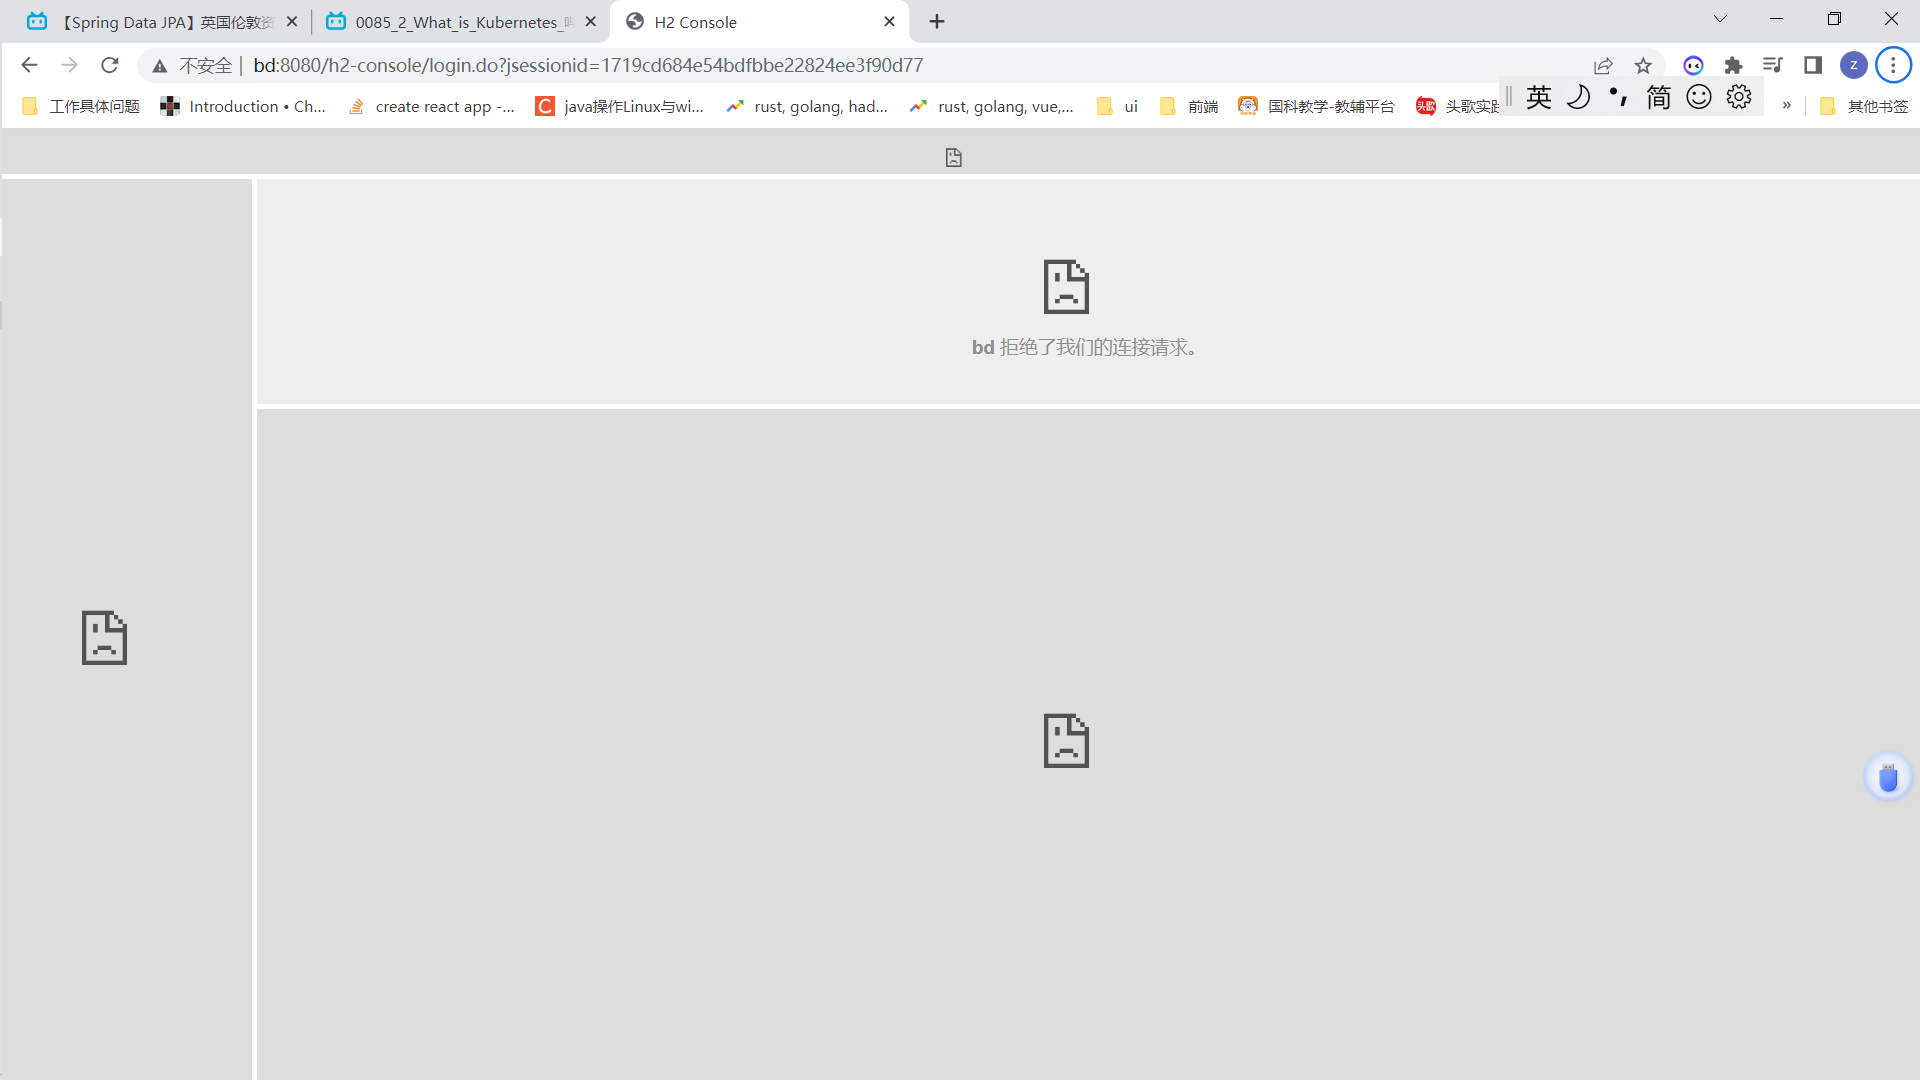 【Spring Data JPA】英国伦敦资
0085_2_What_is_Kubernetes_
H2 Console
不安全 | bd:8080/h2-console/login.do?jsessionid=1719cd684e54bdfbbe22824ee3f90d77
z
工作具体问题
Introduction • Ch...
create react app -...
C java操作Linux与wi...
rust, golang, had...
rust, golang, vue,...
ui
前端
国科教学-教辅平台
头歌 头歌实践
英
简
»
其他书签
bd 拒绝了我们的连接请求。